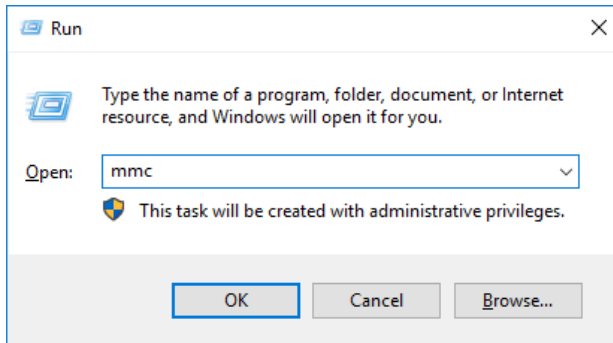 Run
Type the name of a program, folder, document, or Internet
resource, and Windows will open it for you.
Open: mmc
This task will be created with administrative privileges.
OK Cancel Browse...